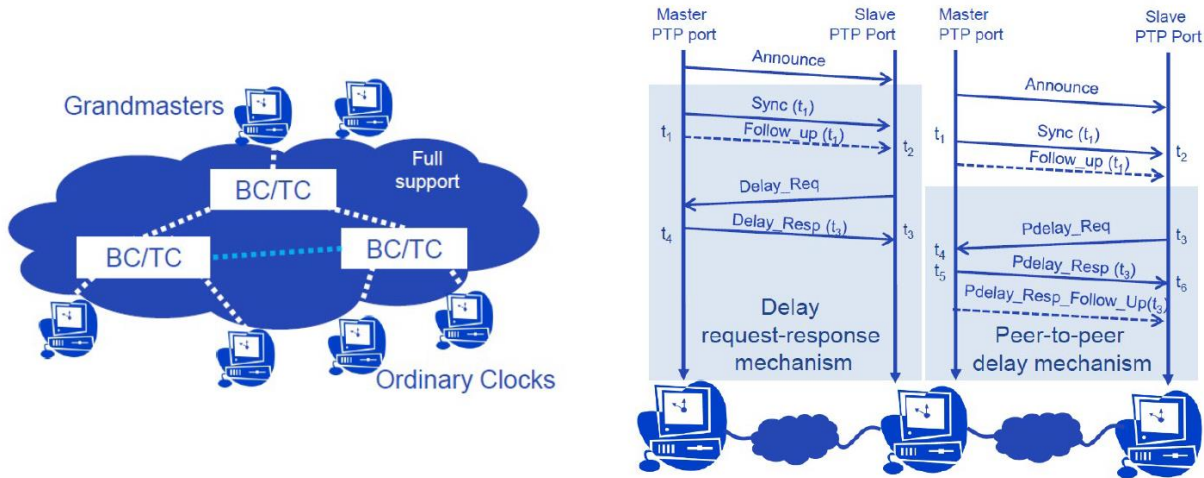 Grandmasters
Full
support
BC/TC
BC/TC
BC/TC
Ordinary Clocks
Master
PTP port
Slave
PTP Port
Announce
Sync (t1)
t1
Follow_up (t1)
t2
Delay_Req
Delay_Resp (t3)
t4
t3
Delay
request-response
mechanism
Master
PTP port
Slave
PTP Port
Announce
t1
Sync (t1)
t2
Follow_up (t1)
Pdelay_Req
t3
t4
t5
Pdelay_Resp (t3)
t6
Pdelay_Resp_Follow_Up(t3)
Peer-to-peer
delay mechanism